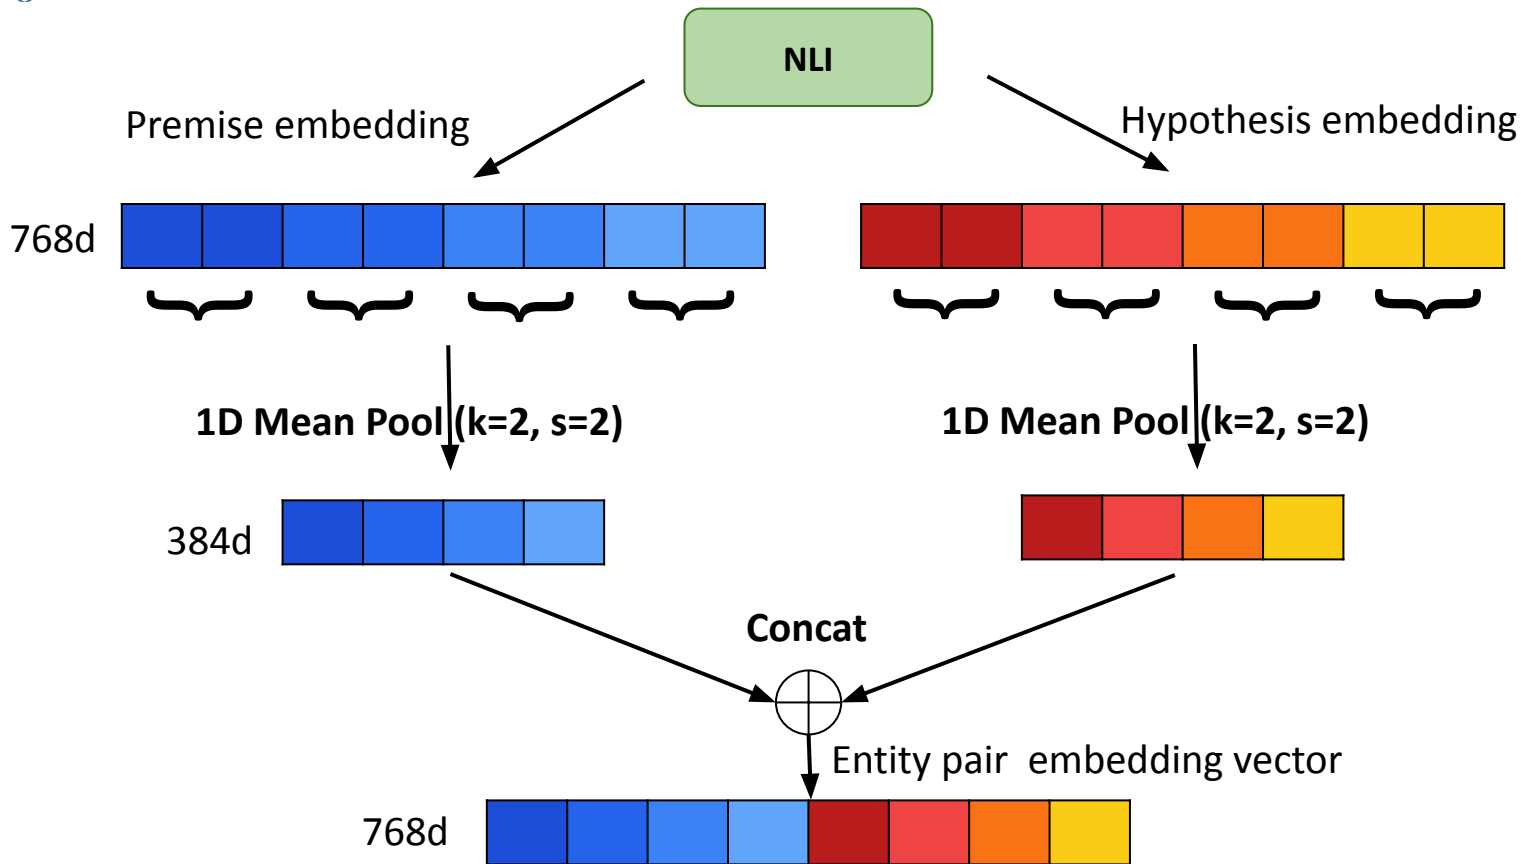 NLI
Premise embedding
Hypothesis embedding
768d
1D Mean Pool (k=2, s=2)
1D Mean Pool (k=2, s=2)
384d
Concat
Entity pair embedding vector
768d